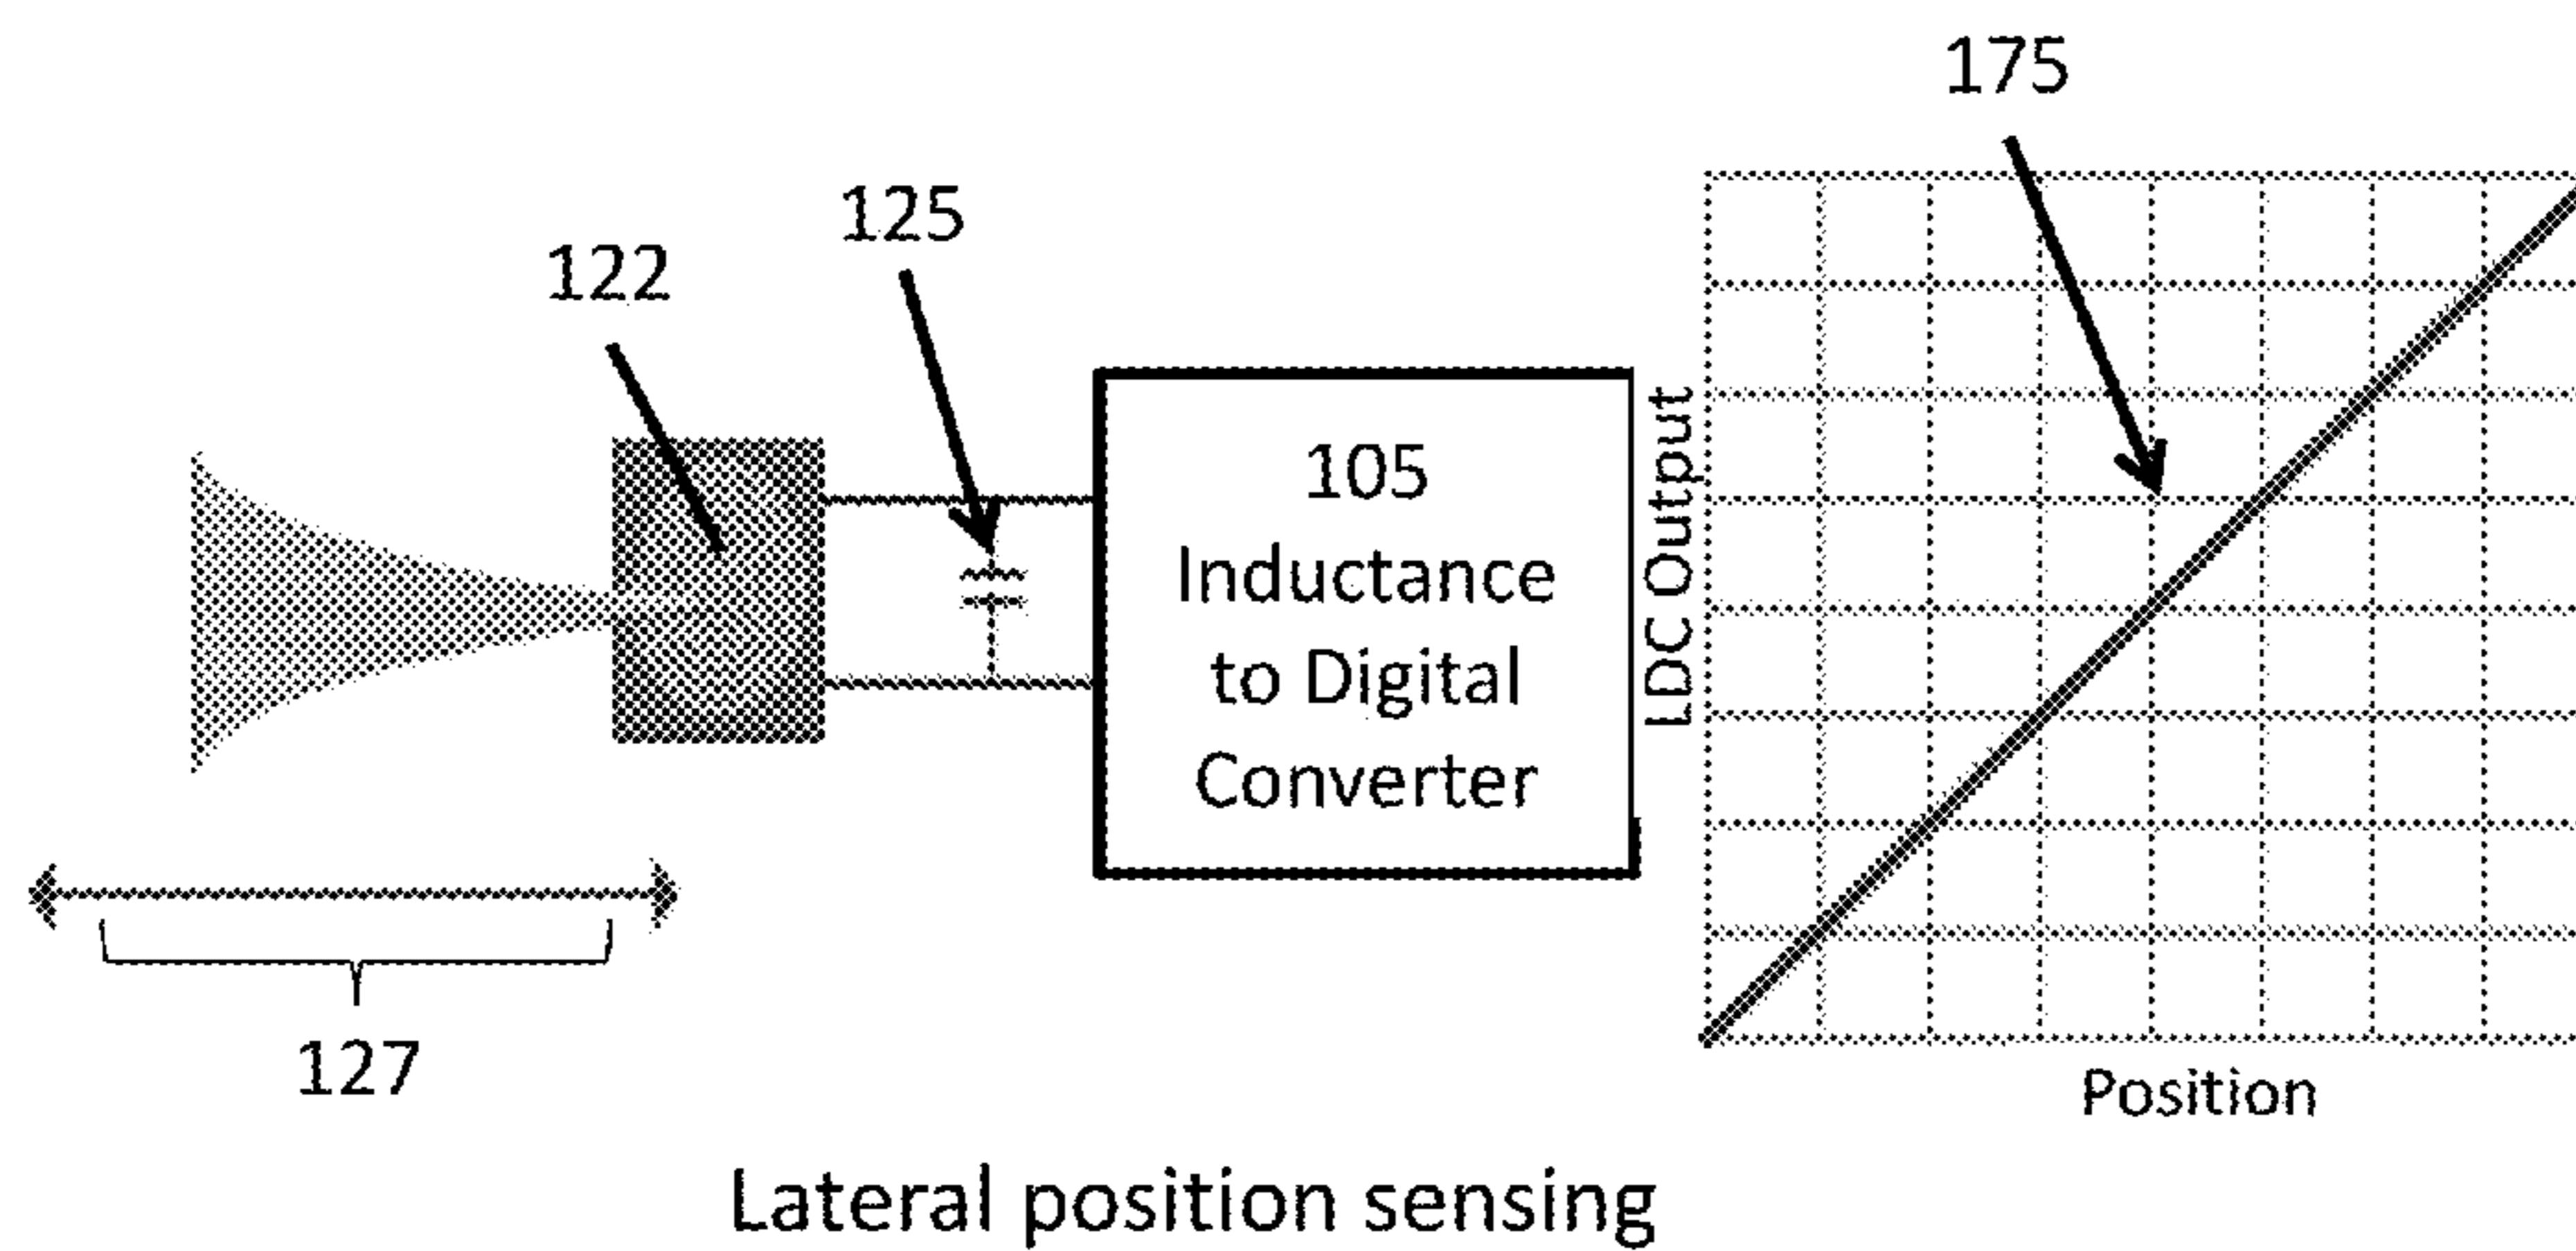 175
125
122
105
Inductance
to Digital
Converter
LDC Output
127
Position
Lateral position sensing